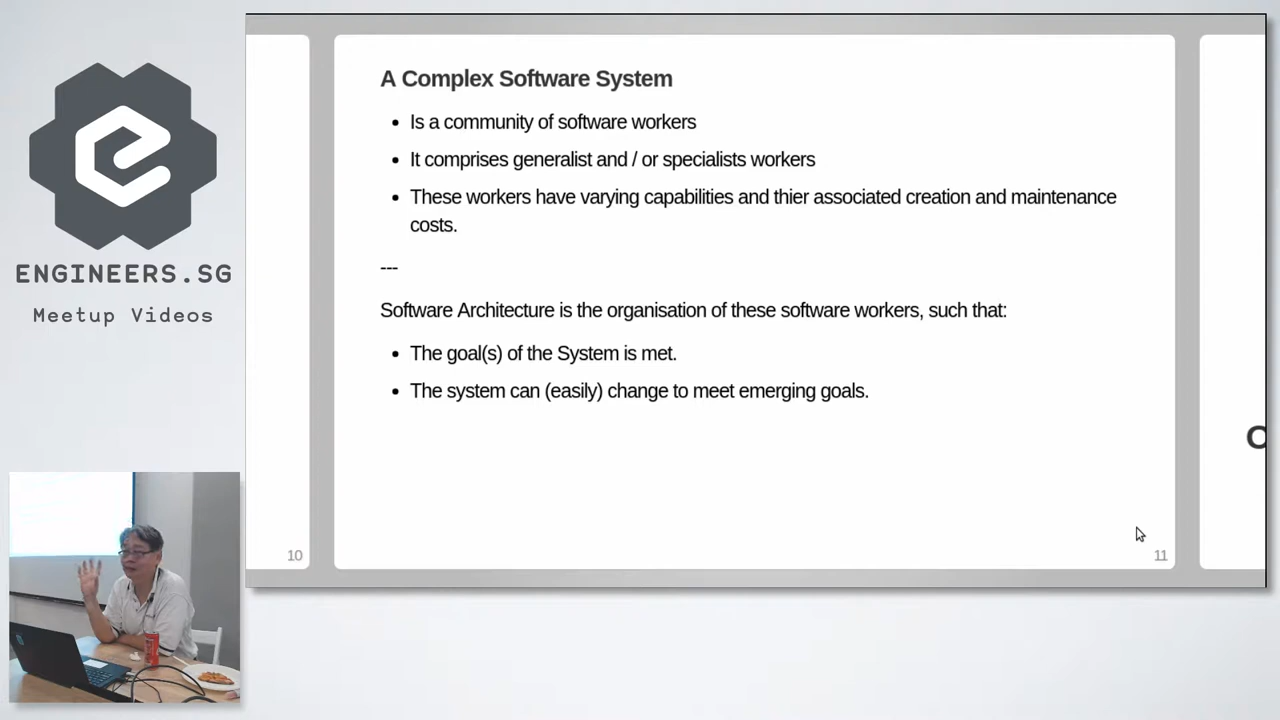 ENGINEERS.SG
Meetup Videos
A Complex Software System
Is a community of software workers
It comprises generalist and / or specialists workers
These workers have varying capabilities and thier associated creation and maintenance
costs.
---
Software Architecture is the organisation of these software workers, such that:
The goal(s) of the System is met.
The system can (easily) change to meet emerging goals.
10
11